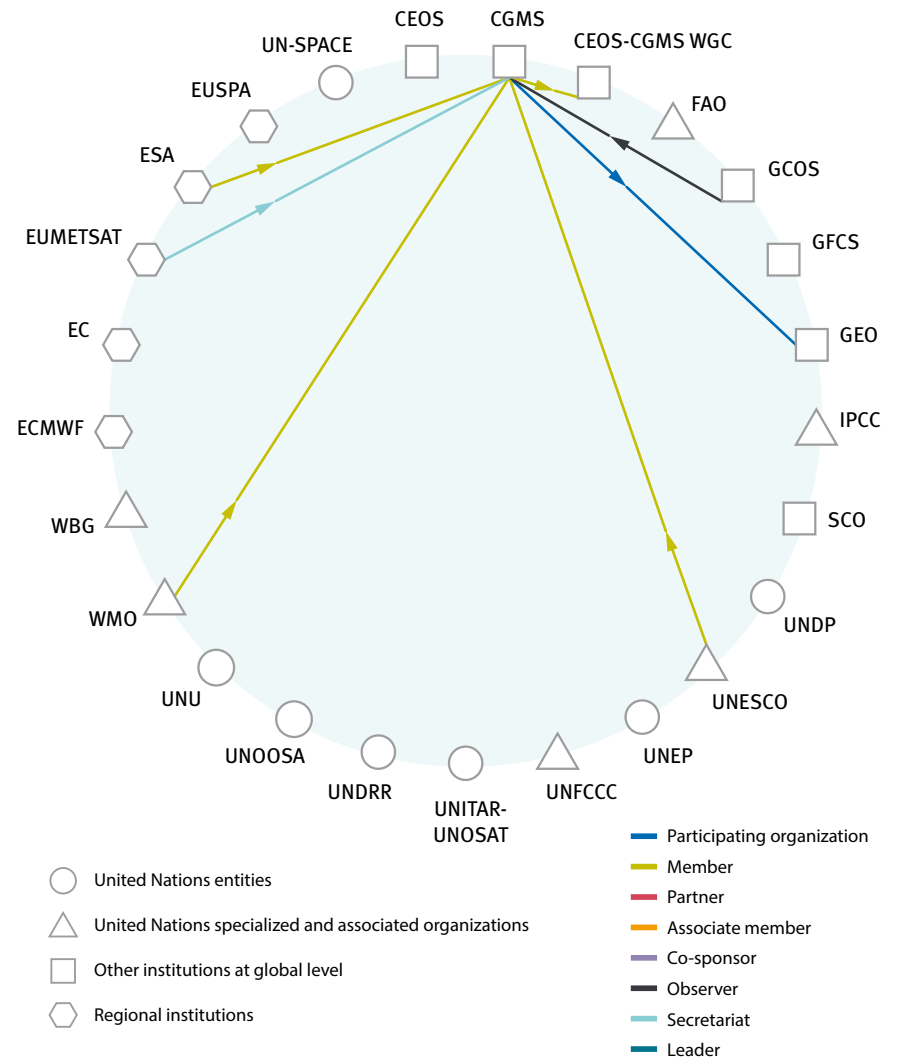 CEOS
CGMS
CEOS-CGMS WGC
UN-SPACE
EUSPA
FAO
ESA
GCOS
EUMETSAT
GFCS
EC
GEO
ECMWF
IPCC
WBG
SCO
WMO
UNDP
UNU
UNESCO
UNOOSA
UNEP
UNDRR
UNFCCC
UNITAR-
UNOSAT
United Nations entities
United Nations specialized and associated organizations
Other institutions at global level
Regional institutions
Participating organization
Member
Partner
Associate member
Co-sponsor
Observer
Secretariat
Leader